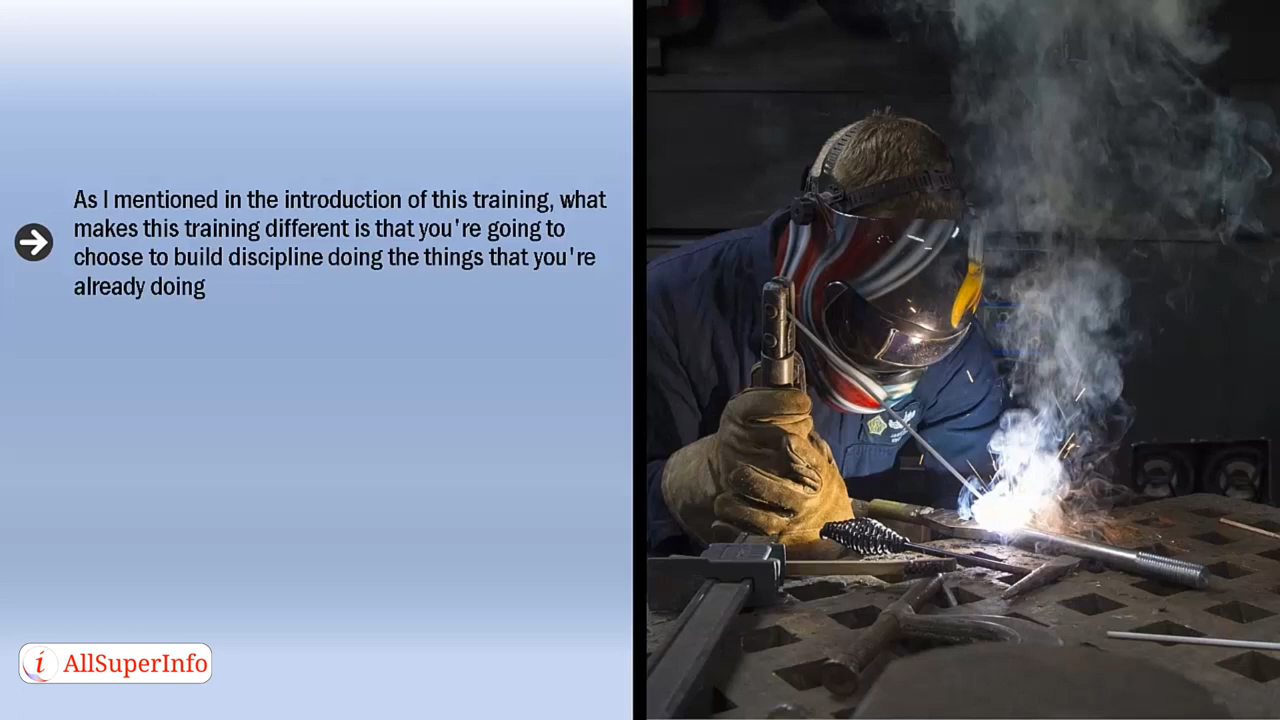 As I mentioned in the introduction of this training, what
makes this training different is that you're going to
choose to build discipline doing the things that you're
already doing
i AllSuperInfo